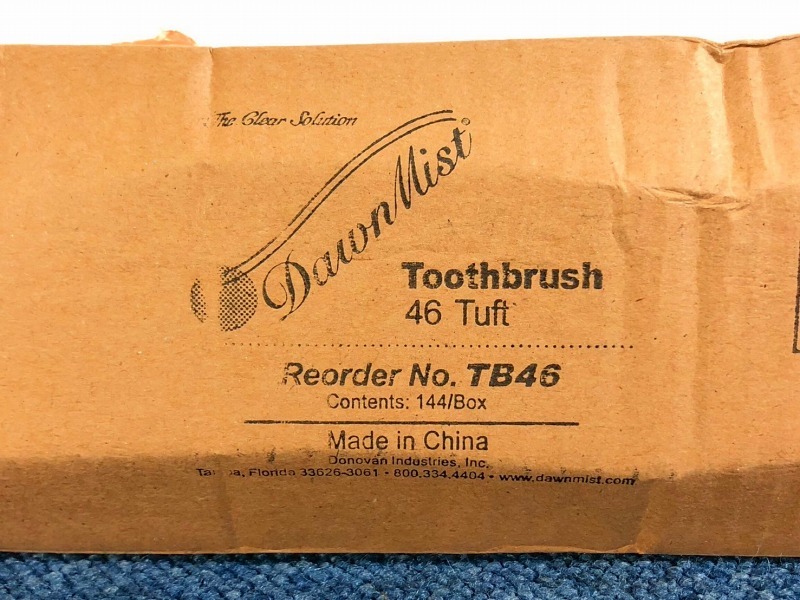 The Clear Solution
DawnMist®
Toothbrush
46 Tuft
Reorder No. TB46
Contents: 144/Box
Made in China
Donovan Industries, Inc.
Florida 33626-3061 • 800.334.4404 • www.dawnmist.com